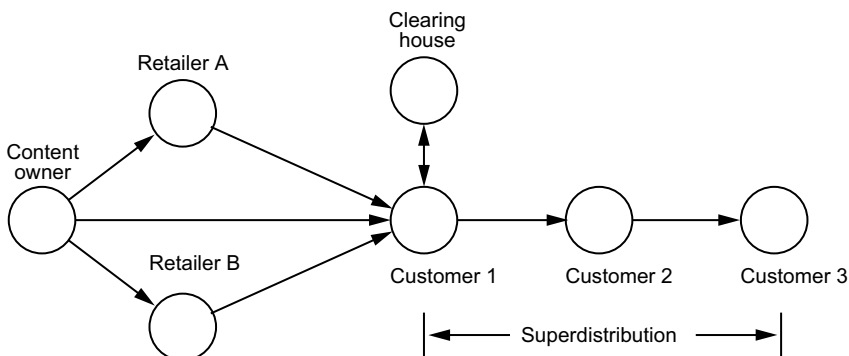 Clearing
house
Retailer A
Content
owner
Retailer B
Customer 1
Customer 2
Customer 3
Superdistribution